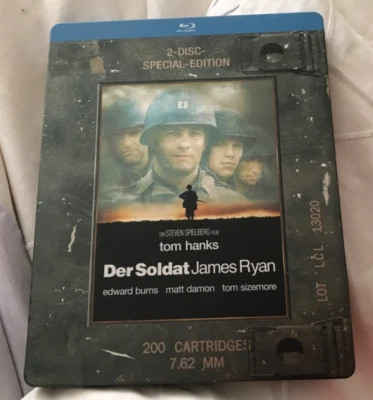 2-DISC-
SPECIAL-EDITION
EIN STEVEN SPIELBERG FILM
tom hanks
Der Soldat James Ryan
edward burns matt damon tom sizemore
LOT LCL 13020
200 CARTRIDGES
7.62 MM